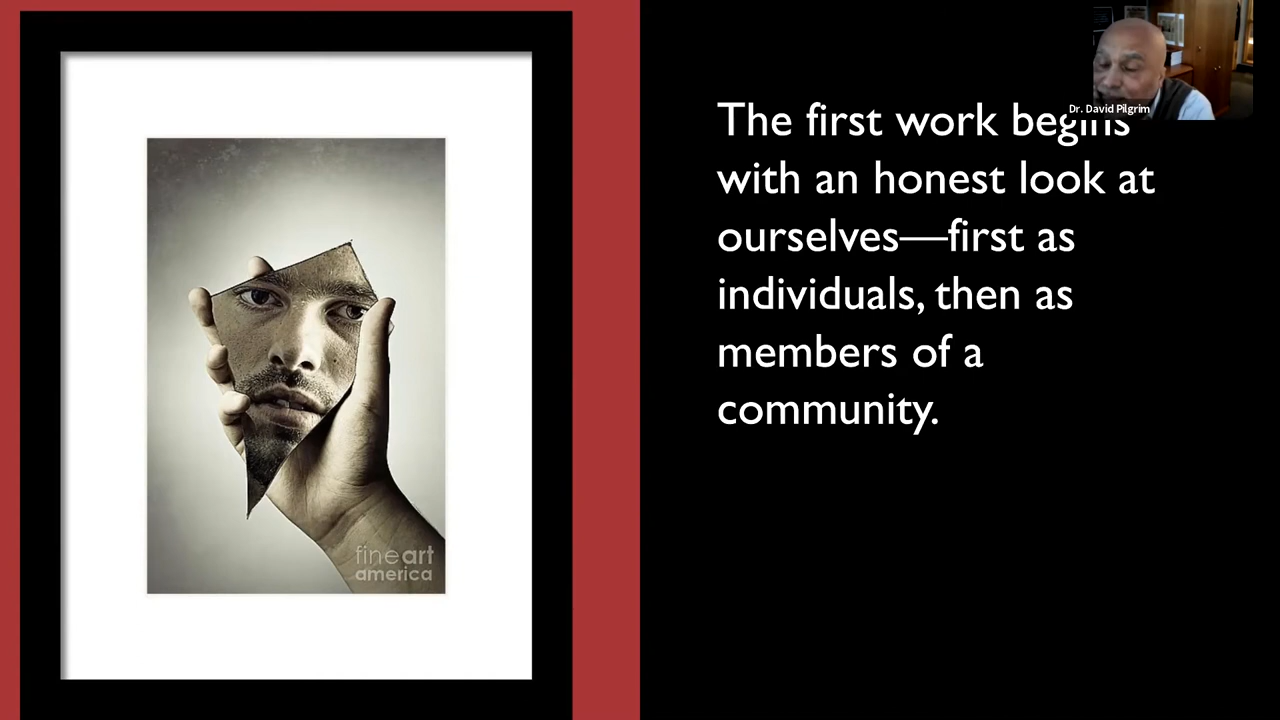 Dr. David Pilgrim
The first work begins
with an honest look at
ourselves—first as
individuals, then as
members of a
community.
fineart
america